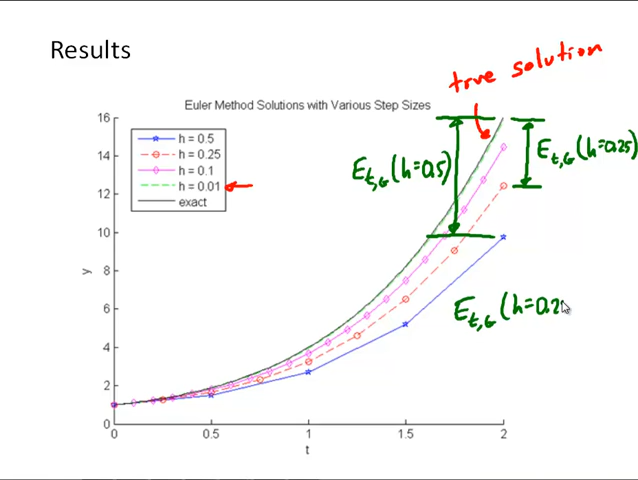 Results
true solution
Euler Method Solutions with Various Step Sizes
h = 0.5
h = 0.25
h = 0.1
h = 0.01
exact
E t,G (h=0.5)
E t,G (h=0.25)
E t,G (h=0.2
16
14
12
10
8
6
4
2
0
y
0
0.5
1
1.5
2
t